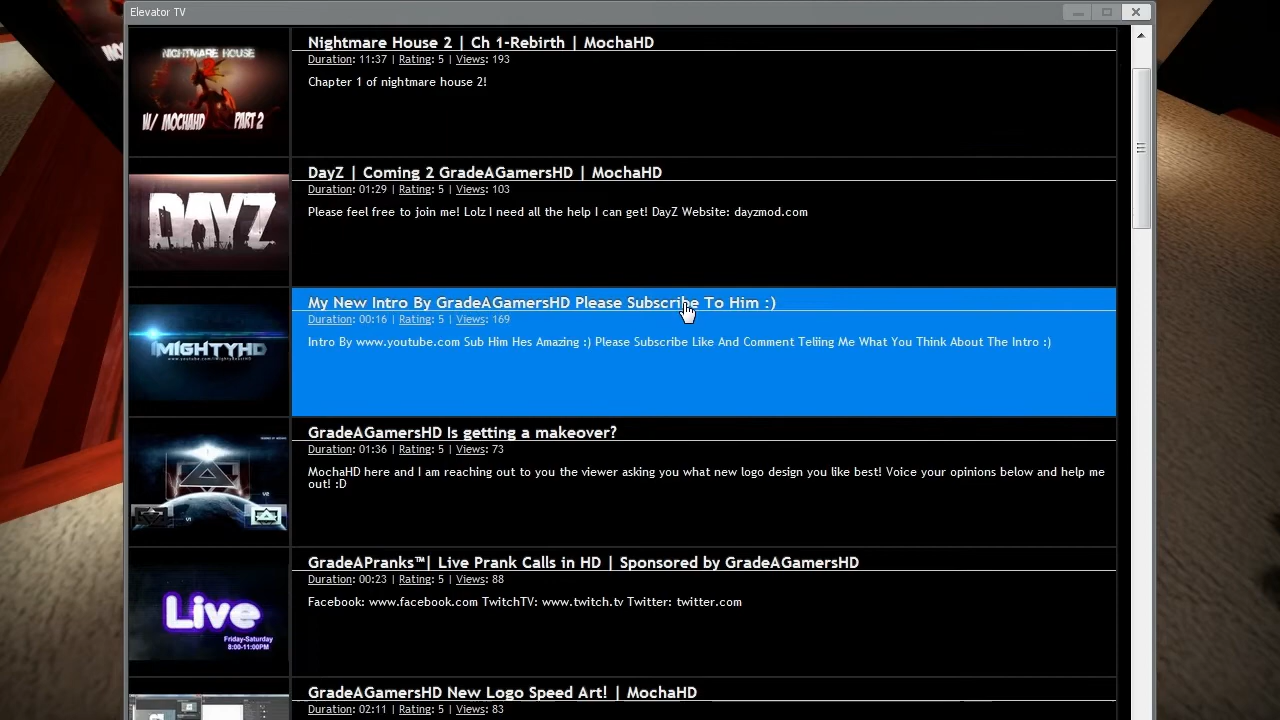 Elevator TV
NIGHTMARE HOUSE
W/ MOCHAHD PART 2
Nightmare House 2 | Ch 1-Rebirth | MochaHD
Duration: 11:37 | Rating: 5 | Views: 193
Chapter 1 of nightmare house 2!
DAYZ
DayZ | Coming 2 GradeAGamersHD | MochaHD
Duration: 01:29 | Rating: 5 | Views: 103
Please feel free to join me! Lolz I need all the help I can get! DayZ Website: dayzmod.com
IMIGHTYHD
My New Intro By GradeAGamersHD Please Subscribe To Him :)
Duration: 00:16 | Rating: 5 | Views: 169
Intro By www.youtube.com Sub Him Hes Amazing :) Please Subscribe Like And Comment Teliing Me What You Think About The Intro :)
V2
V1
GradeAGamersHD Is getting a makeover?
Duration: 01:36 | Rating: 5 | Views: 73
MochaHD here and I am reaching out to you the viewer asking you what new logo design you like best! Voice your opinions below and help me
out! :D
Live
Friday-Saturday
8:00-11:00PM
GradeAPranks™| Live Prank Calls in HD | Sponsored by GradeAGamersHD
Duration: 00:23 | Rating: 5 | Views: 88
Facebook: www.facebook.com TwitchTV: www.twitch.tv Twitter: twitter.com
GradeAGamersHD New Logo Speed Art! | MochaHD
Duration: 02:11 | Rating: 5 | Views: 83